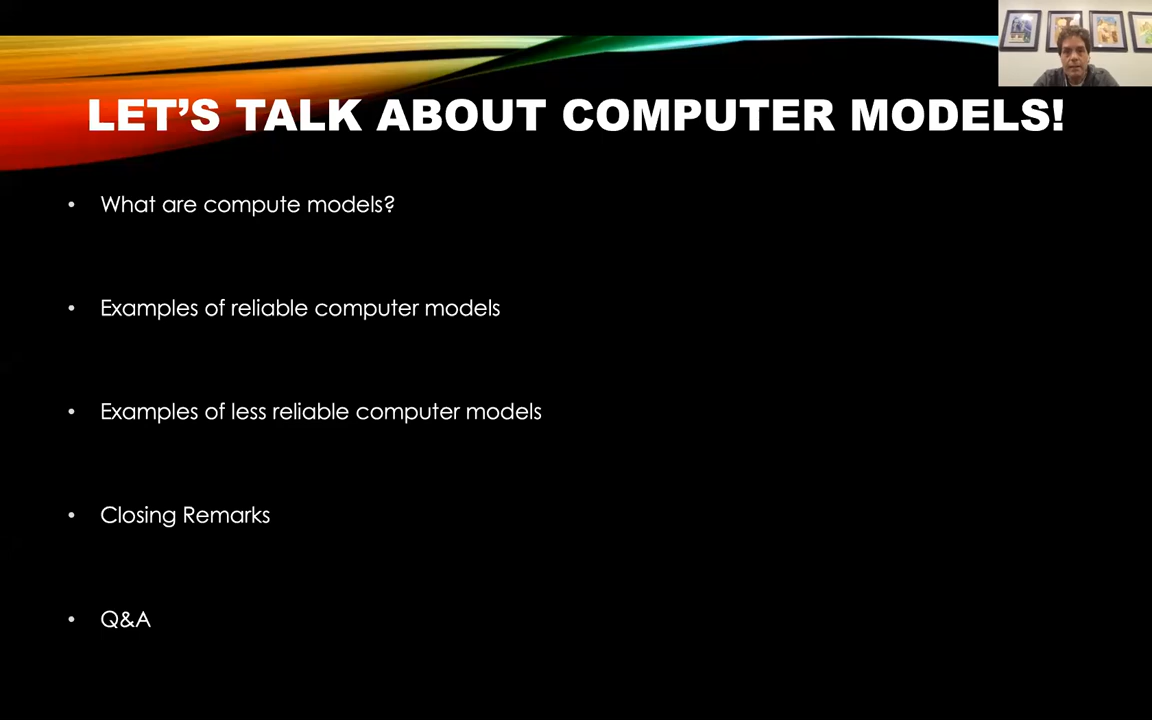 LET'S TALK ABOUT COMPUTER MODELS!
• What are compute models?
• Examples of reliable computer models
• Examples of less reliable computer models
• Closing Remarks
• Q&A